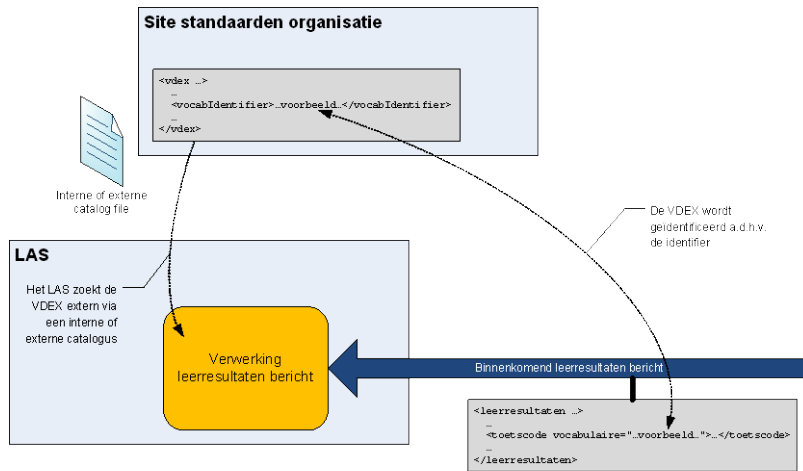 Site standaarden organisatie
<vdex …>
…
<vocabIdentifier>…voorbeeld…</vocabIdentifier>
…
</vdex>
Interne of externe
catalog file
De VDEX wordt
geïdentificeerd a.d.h.v.
de identifier
LAS
Het LAS zoekt de
VDEX extern via
een interne of
externe catalogus
Verwerking
leerresultaten bericht
Binnenkomend leerresultaten bericht
<leerresultaten …>
…
<toetscode vocabulaire="…voorbeeld…">…</toetscode>
…
</leerresultaten>